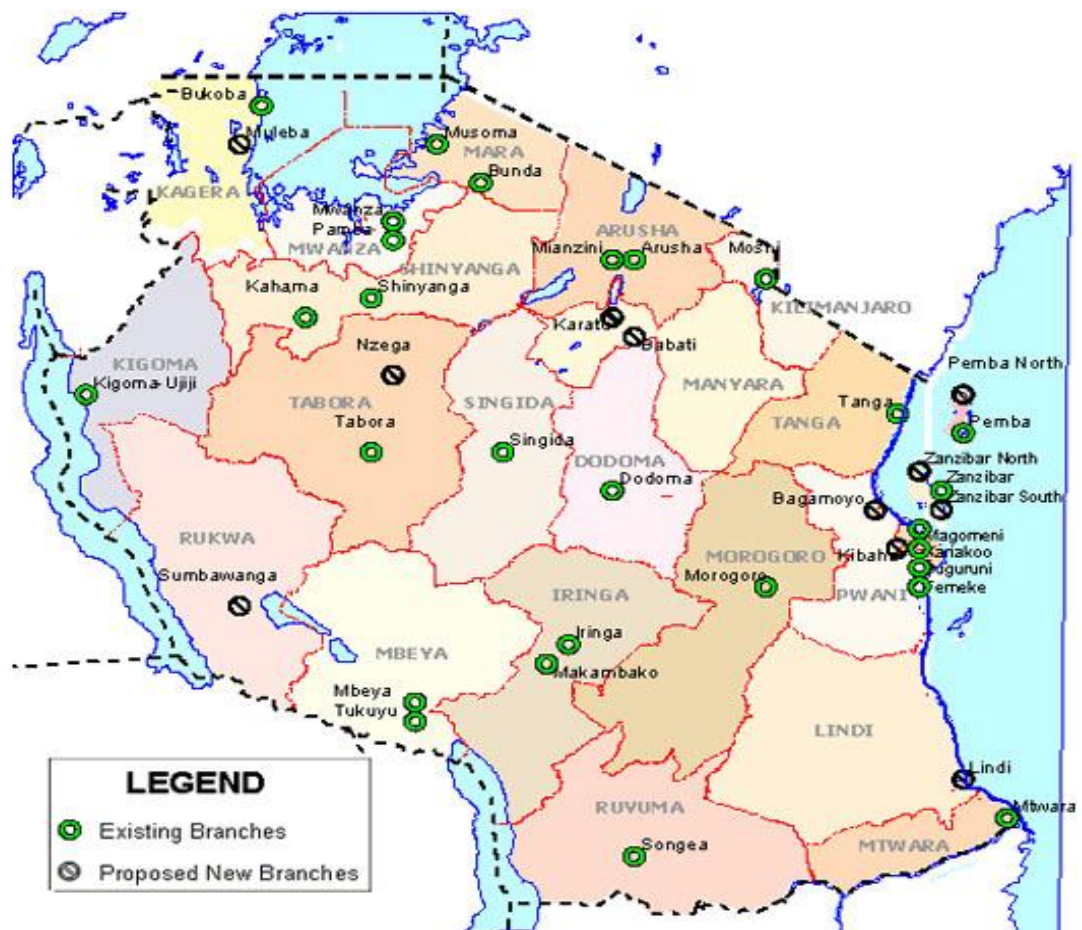 Bukoba
Muleba
Musoma
MARA
Bunda
KAGERA
Mwanza
Pamba
MWANZA
ARUSHA
Mianzini
Arusha
Moshi
SHINYANGA
Kahama
Shinyanga
KILIMANJARO
Karatu
Babati
KIGOMA
Nzega
Pemba North
Kigoma-Ujiji
TABORA
SINGIDA
MANYARA
Tanga
TANGA
Pemba
Tabora
Singida
DODOMA
Dodoma
Zanzibar North
Zanzibar
Zanzibar South
Bagamoyo
RUKWA
Magomeni
Kibaha
Kariakoo
MOROGORO
Sumbawanga
Morogoro
PWANI
Temeke
IRINGA
Iringa
MBEYA
Makambako
Mbeya
Tukuyu
LINDI
Lindi
LEGEND
Existing Branches
Proposed New Branches
RUVUMA
Songea
Mtwara
MTWARA